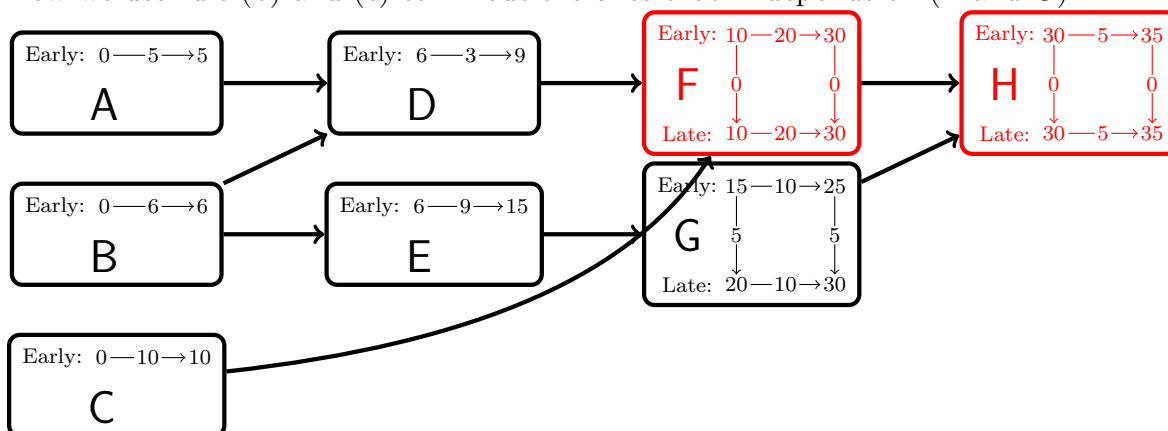 Early: 0 5 5
A
Early: 6 3 9
D
Early: 10 20 30
F
0 0
Late: 10 20 30
Early: 30 5 35
H
0 0
Late: 30 5 35
Early: 0 6 6
B
Early: 6 9 15
E
Early: 15 10 25
G
5 5
Late: 20 10 30
Early: 0 10 10
C